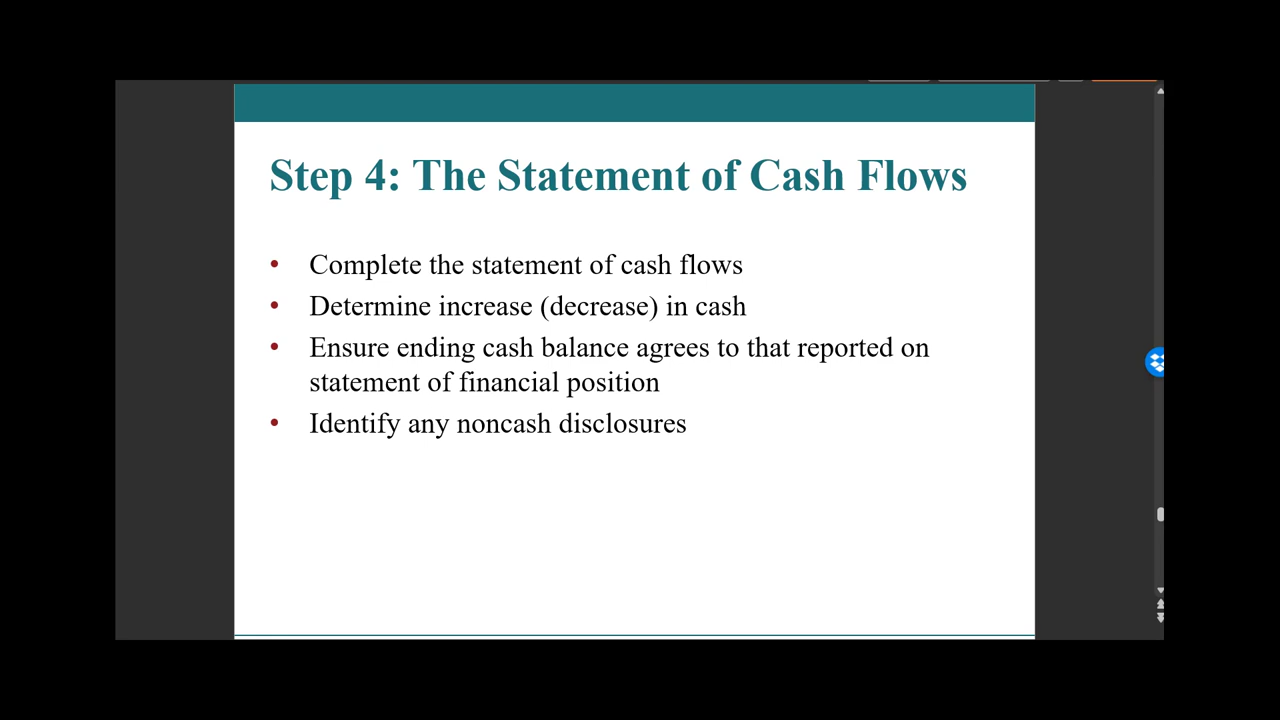 Step 4: The Statement of Cash Flows
• Complete the statement of cash flows
• Determine increase (decrease) in cash
• Ensure ending cash balance agrees to that reported on
statement of financial position
• Identify any noncash disclosures